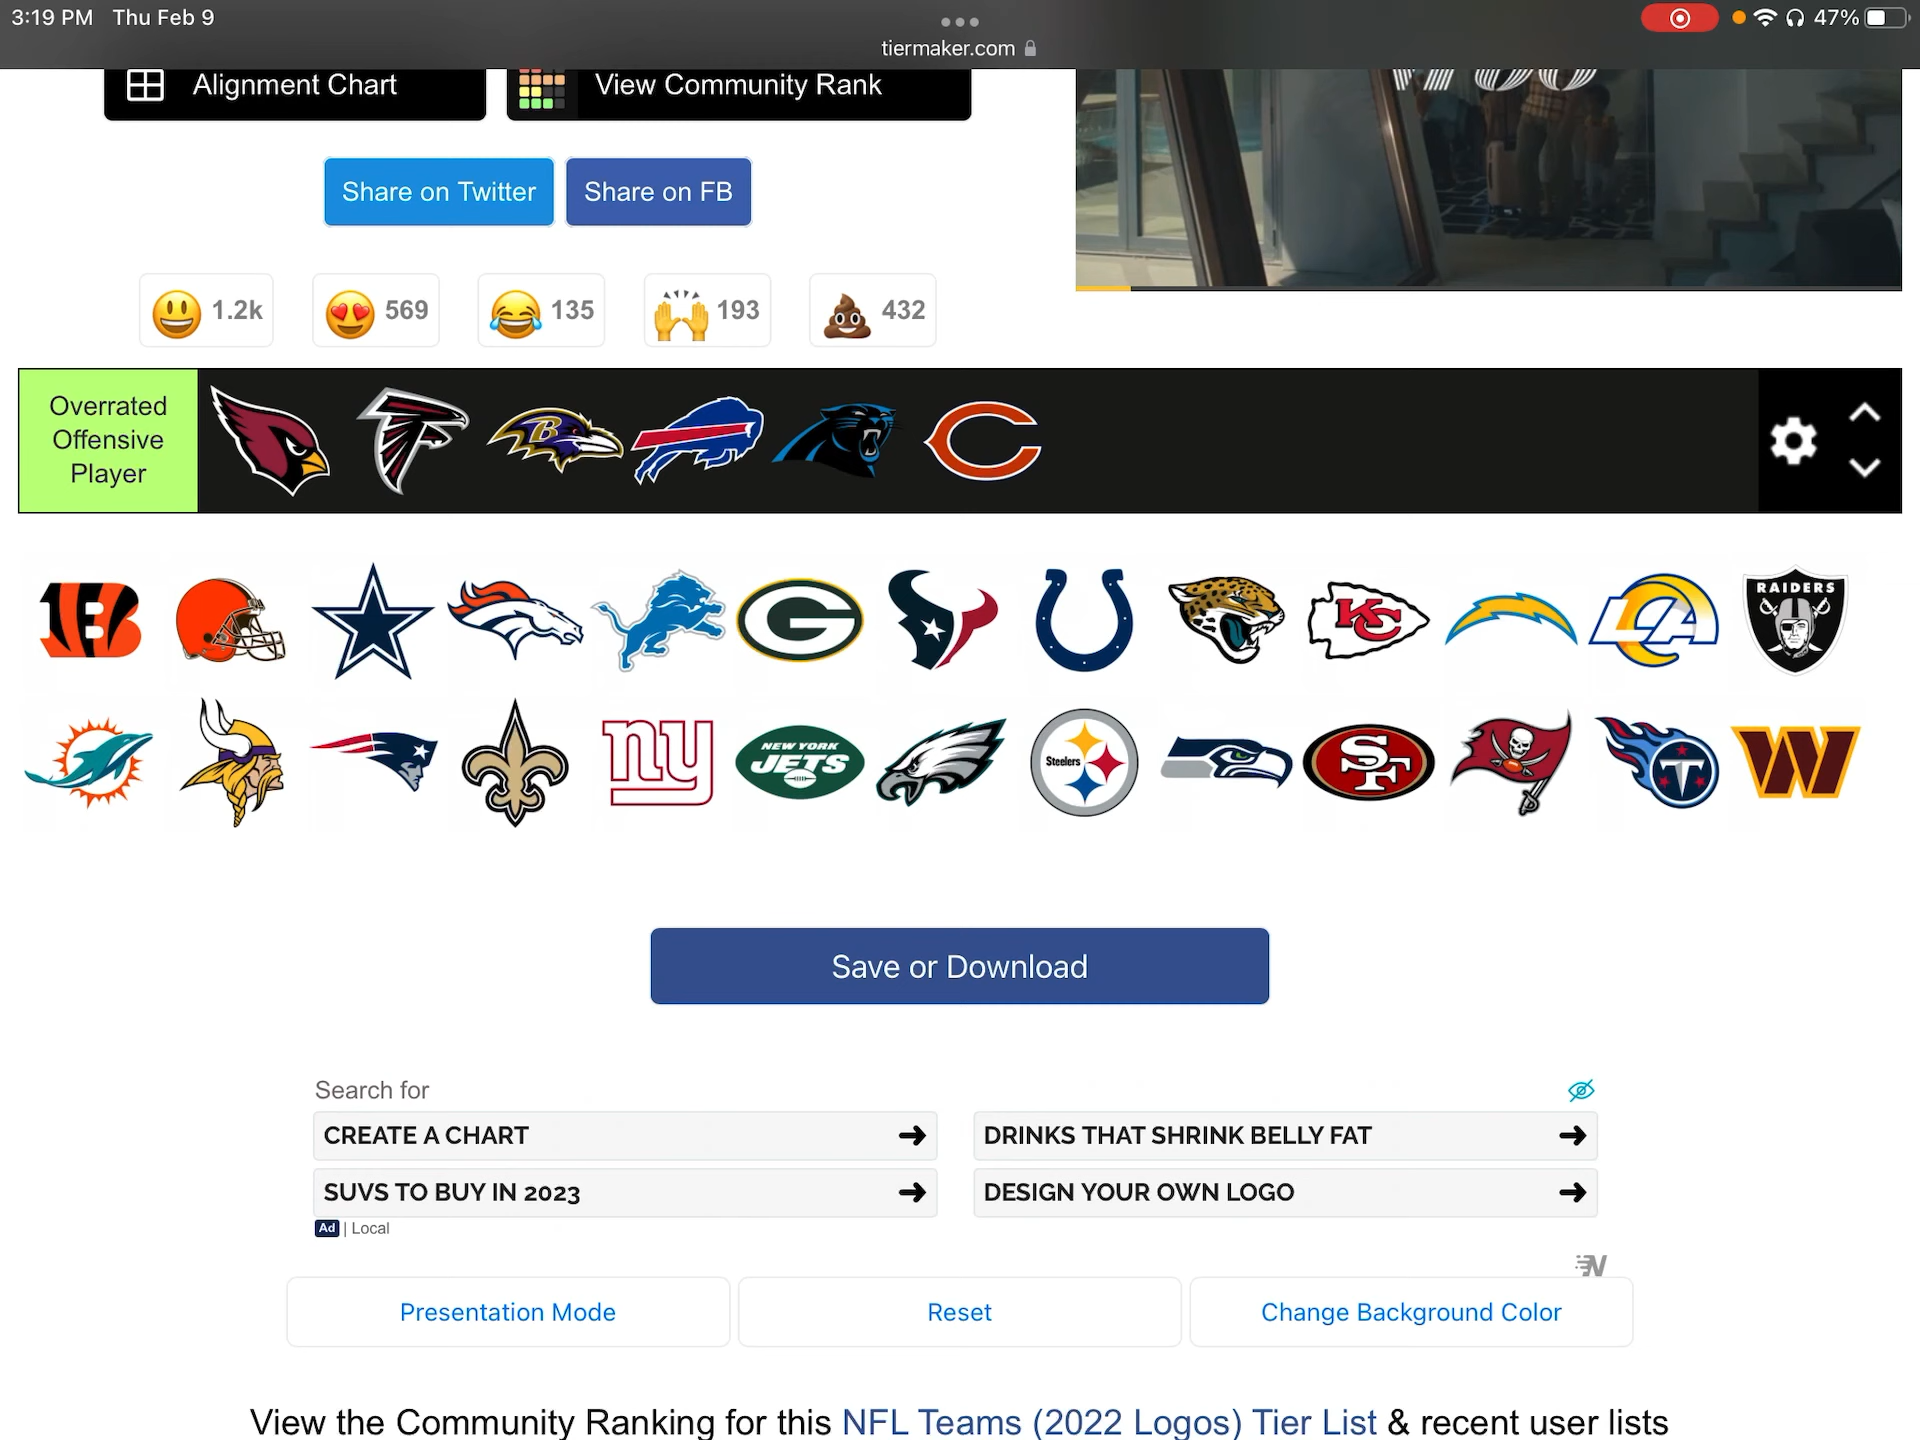 3:19 PM Thu Feb 9
tiermaker.com
47%
Alignment Chart
View Community Rank
Share on Twitter
Share on FB
1.2k
569
135
193
432
Overrated
Offensive
Player
B
C
B
G
KC
LA
RAIDERS
ny
NEW YORK
JETS
Steelers
SF
T
W
Save or Download
Search for
CREATE A CHART
DRINKS THAT SHRINK BELLY FAT
SUVS TO BUY IN 2023
DESIGN YOUR OWN LOGO
Ad | Local
N
Presentation Mode
Reset
Change Background Color
View the Community Ranking for this NFL Teams (2022 Logos) Tier List & recent user lists